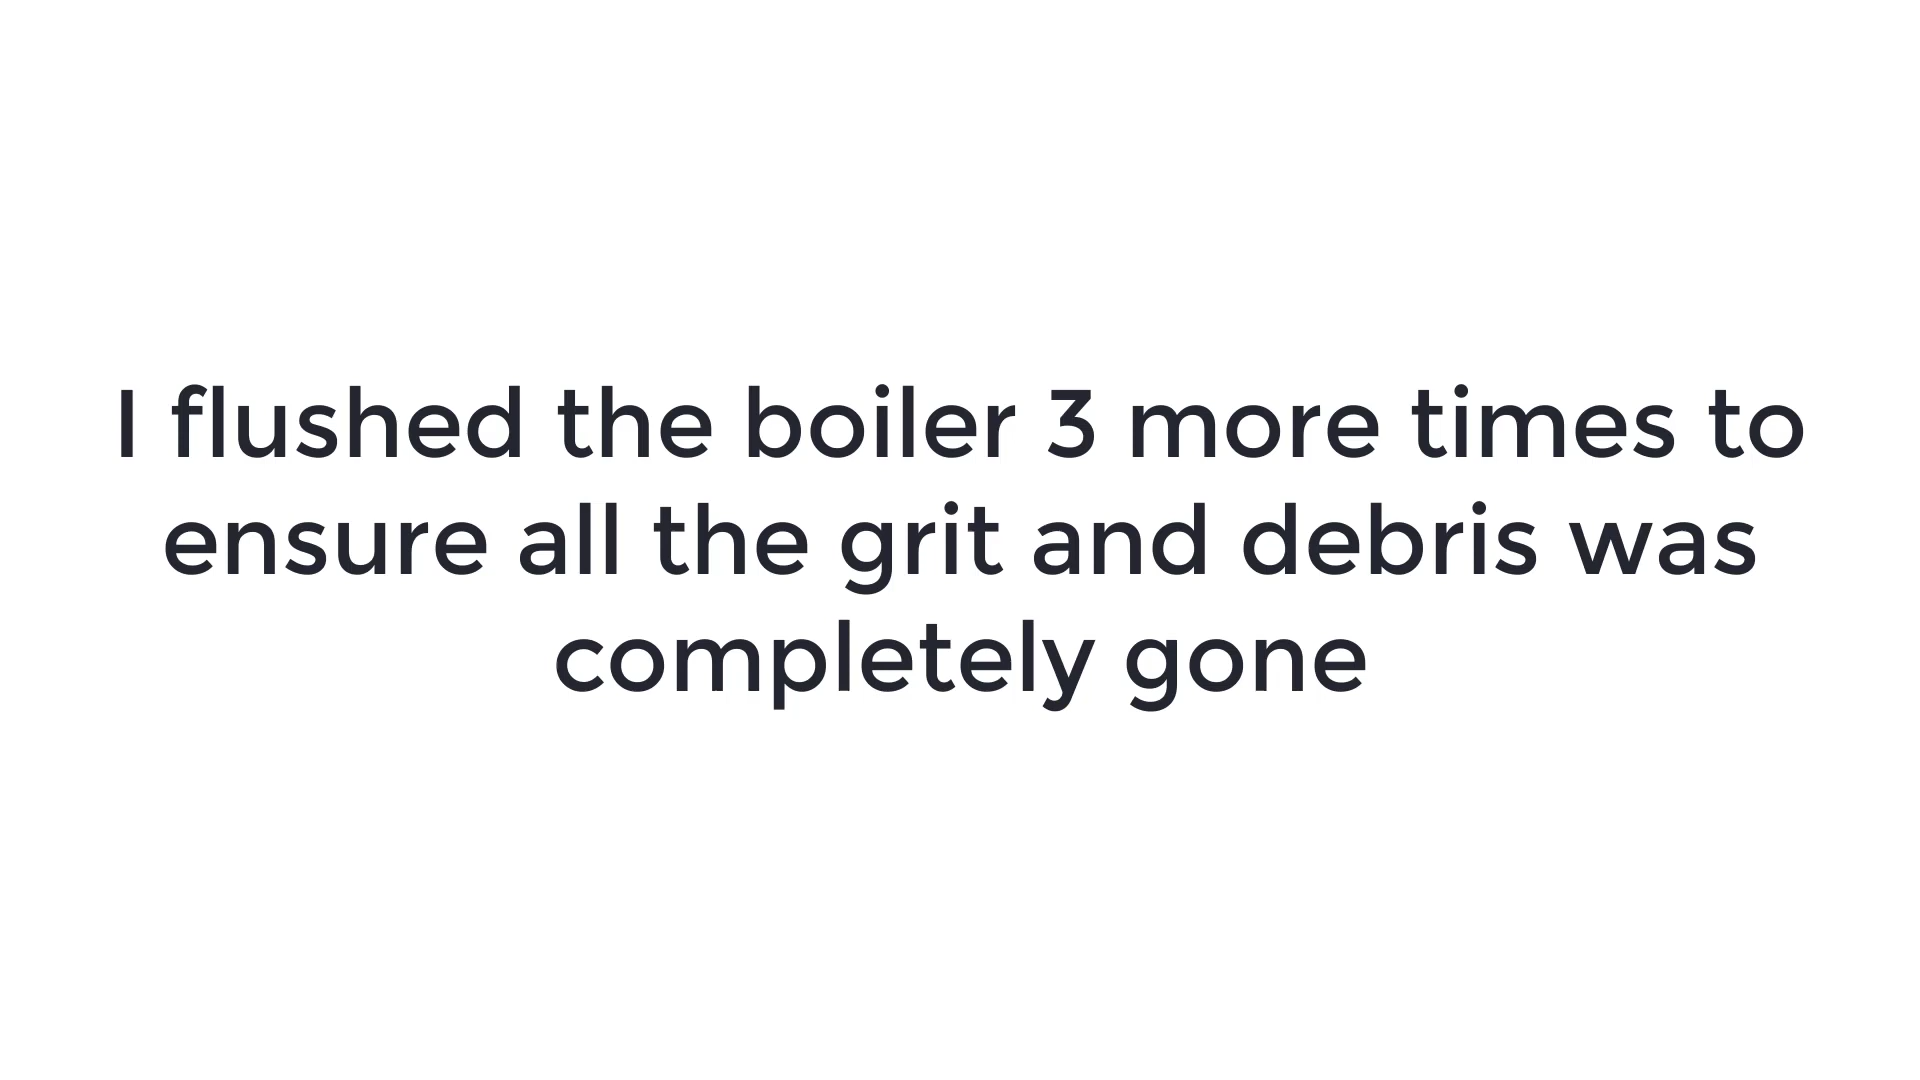 I flushed the boiler 3 more times to
ensure all the grit and debris was
completely gone